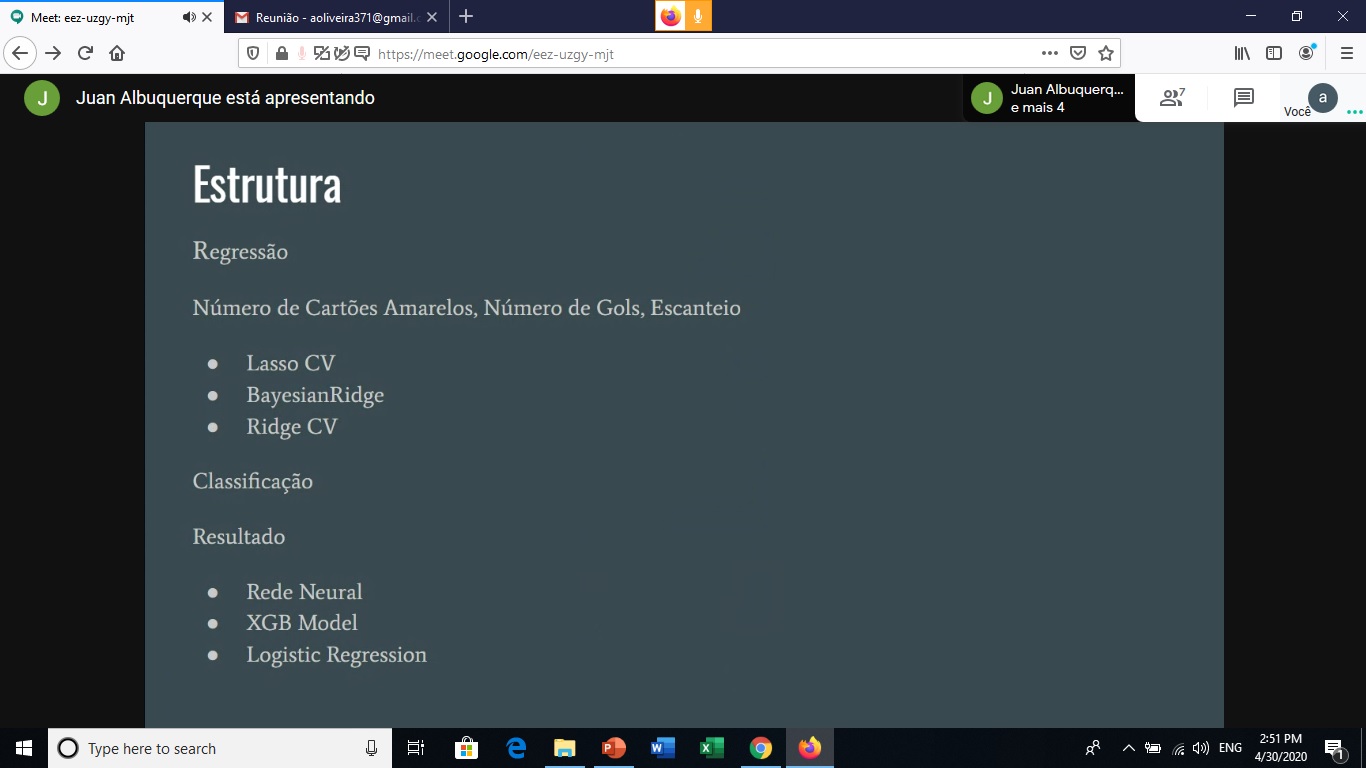 Meet: eez-uzgy-mjt
Reunião - aoliveira371@gmail.c
https://meet.google.com/eez-uzgy-mjt
J
Juan Albuquerque está apresentando
J
Juan Albuquerq...
e mais 4
7
Você
a
Estrutura
Regressão
Número de Cartões Amarelos, Número de Gols, Escanteio
● Lasso CV
● BayesianRidge
● Ridge CV
Classificação
Resultado
● Rede Neural
● XGB Model
● Logistic Regression
Type here to search
ENG
2:51 PM
4/30/2020
1